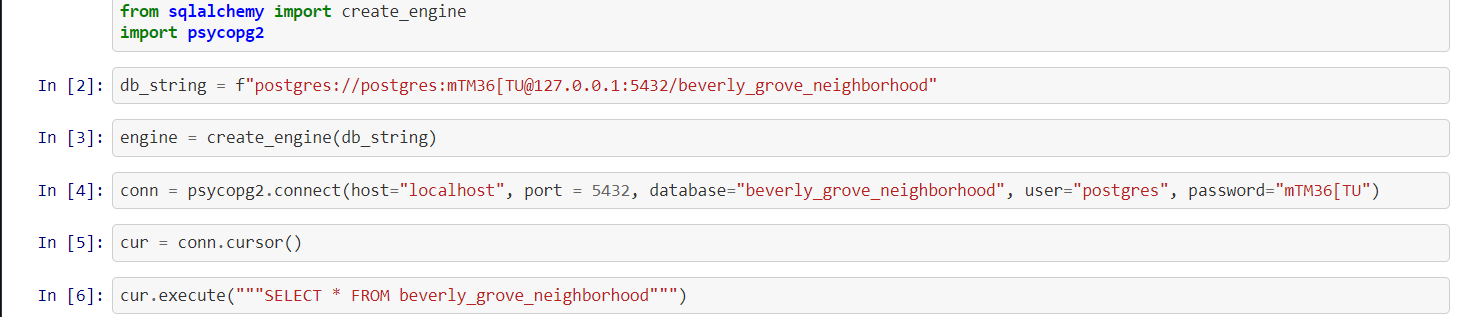 from sqlalchemy import create_engine
import psycopg2
In [2]: db_string = f"postgres://postgres:mTM36[TU@127.0.0.1:5432/beverly_grove_neighborhood"
In [3]: engine = create_engine(db_string)
In [4]: conn = psycopg2.connect(host="localhost", port = 5432, database="beverly_grove_neighborhood", user="postgres", password="mTM36[TU")
In [5]: cur = conn.cursor()
In [6]: cur.execute("""SELECT * FROM beverly_grove_neighborhood""")